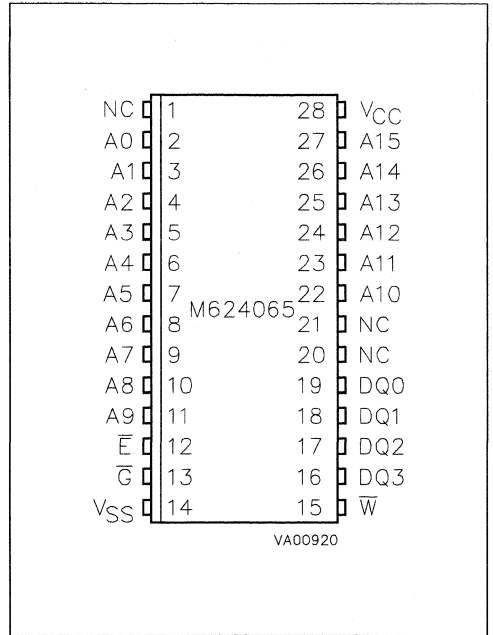 NC 1 28 VCC
A0 2 27 A15
A1 3 26 A14
A2 4 25 A13
A3 5 24 A12
A4 6 23 A11
A5 7 22 A10
M624065
A6 8 21 NC
A7 9 20 NC
A8 10 19 DQ0
A9 11 18 DQ1
E̅ 12 17 DQ2
G̅ 13 16 DQ3
VSS 14 15 W̅
VA00920